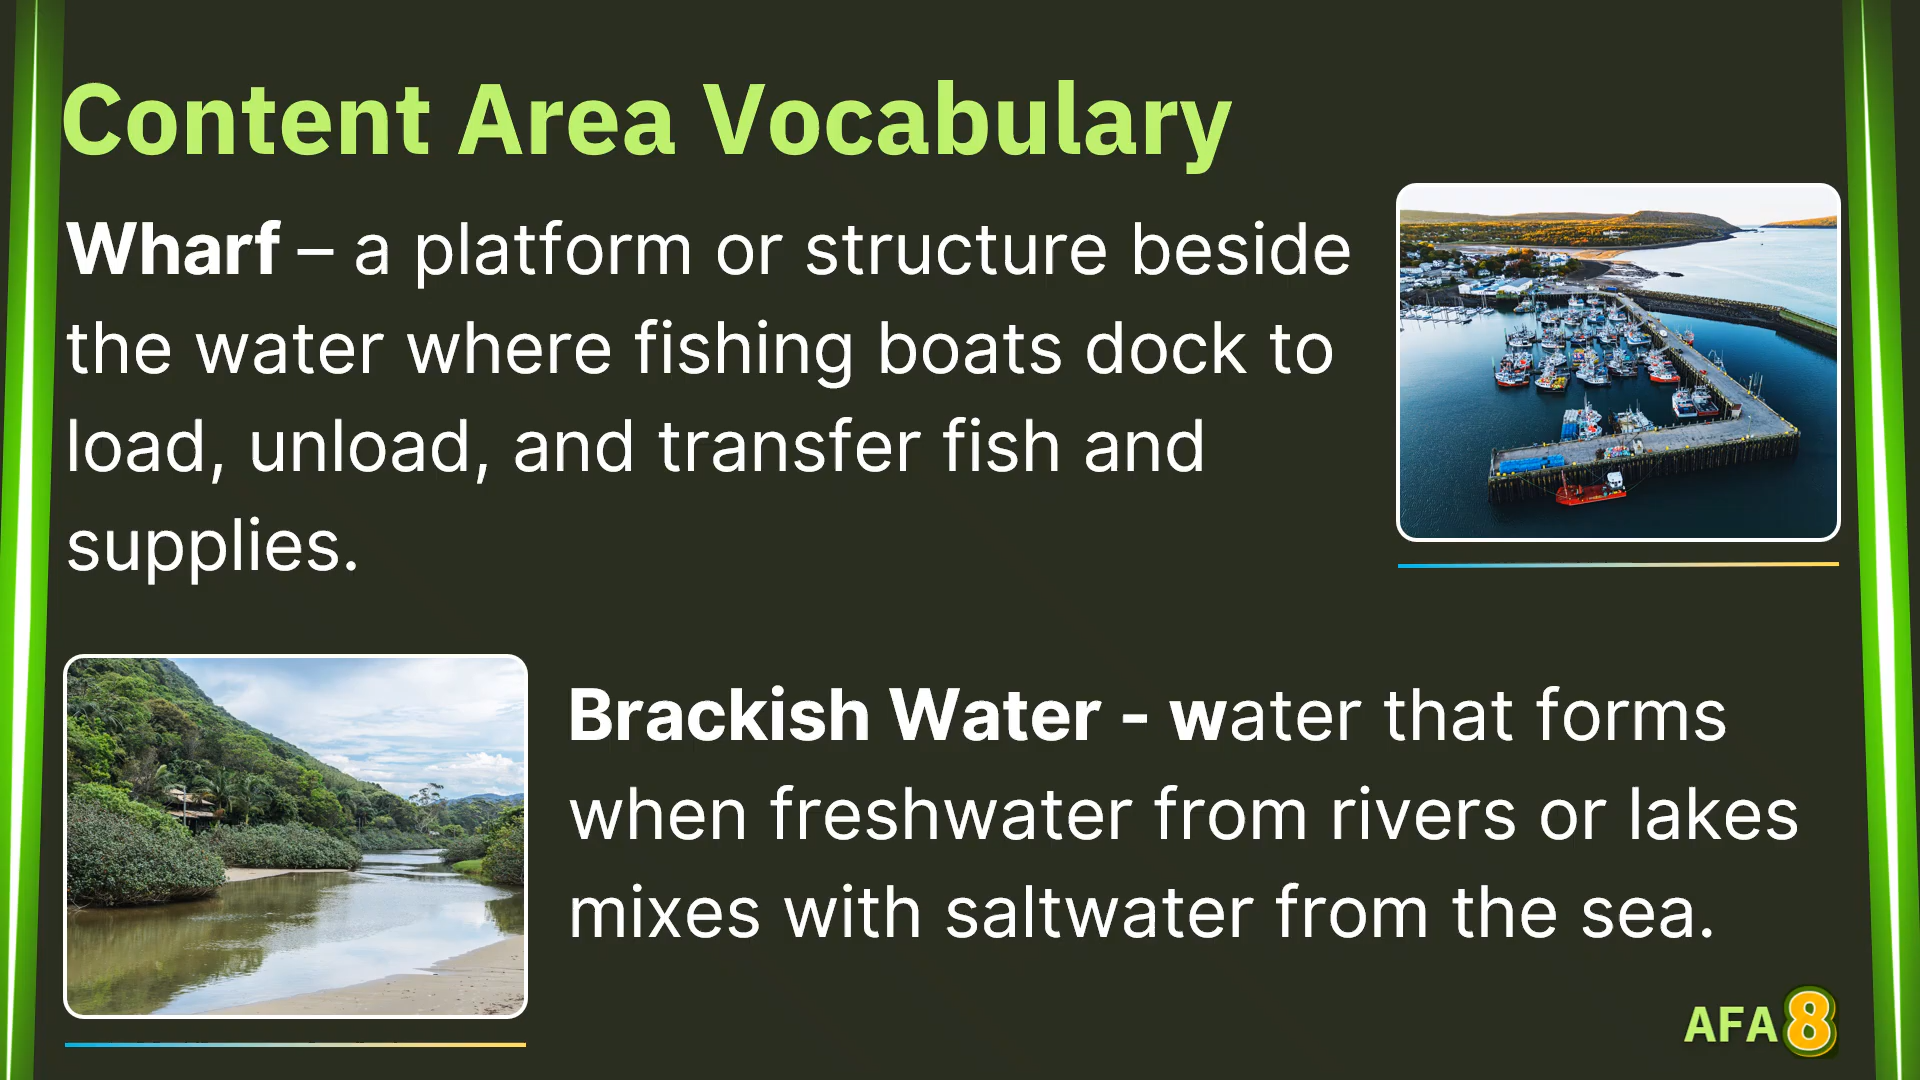 Content Area Vocabulary
Wharf – a platform or structure beside
the water where fishing boats dock to
load, unload, and transfer fish and
supplies.
Brackish Water - water that forms
when freshwater from rivers or lakes
mixes with saltwater from the sea.
AFA8